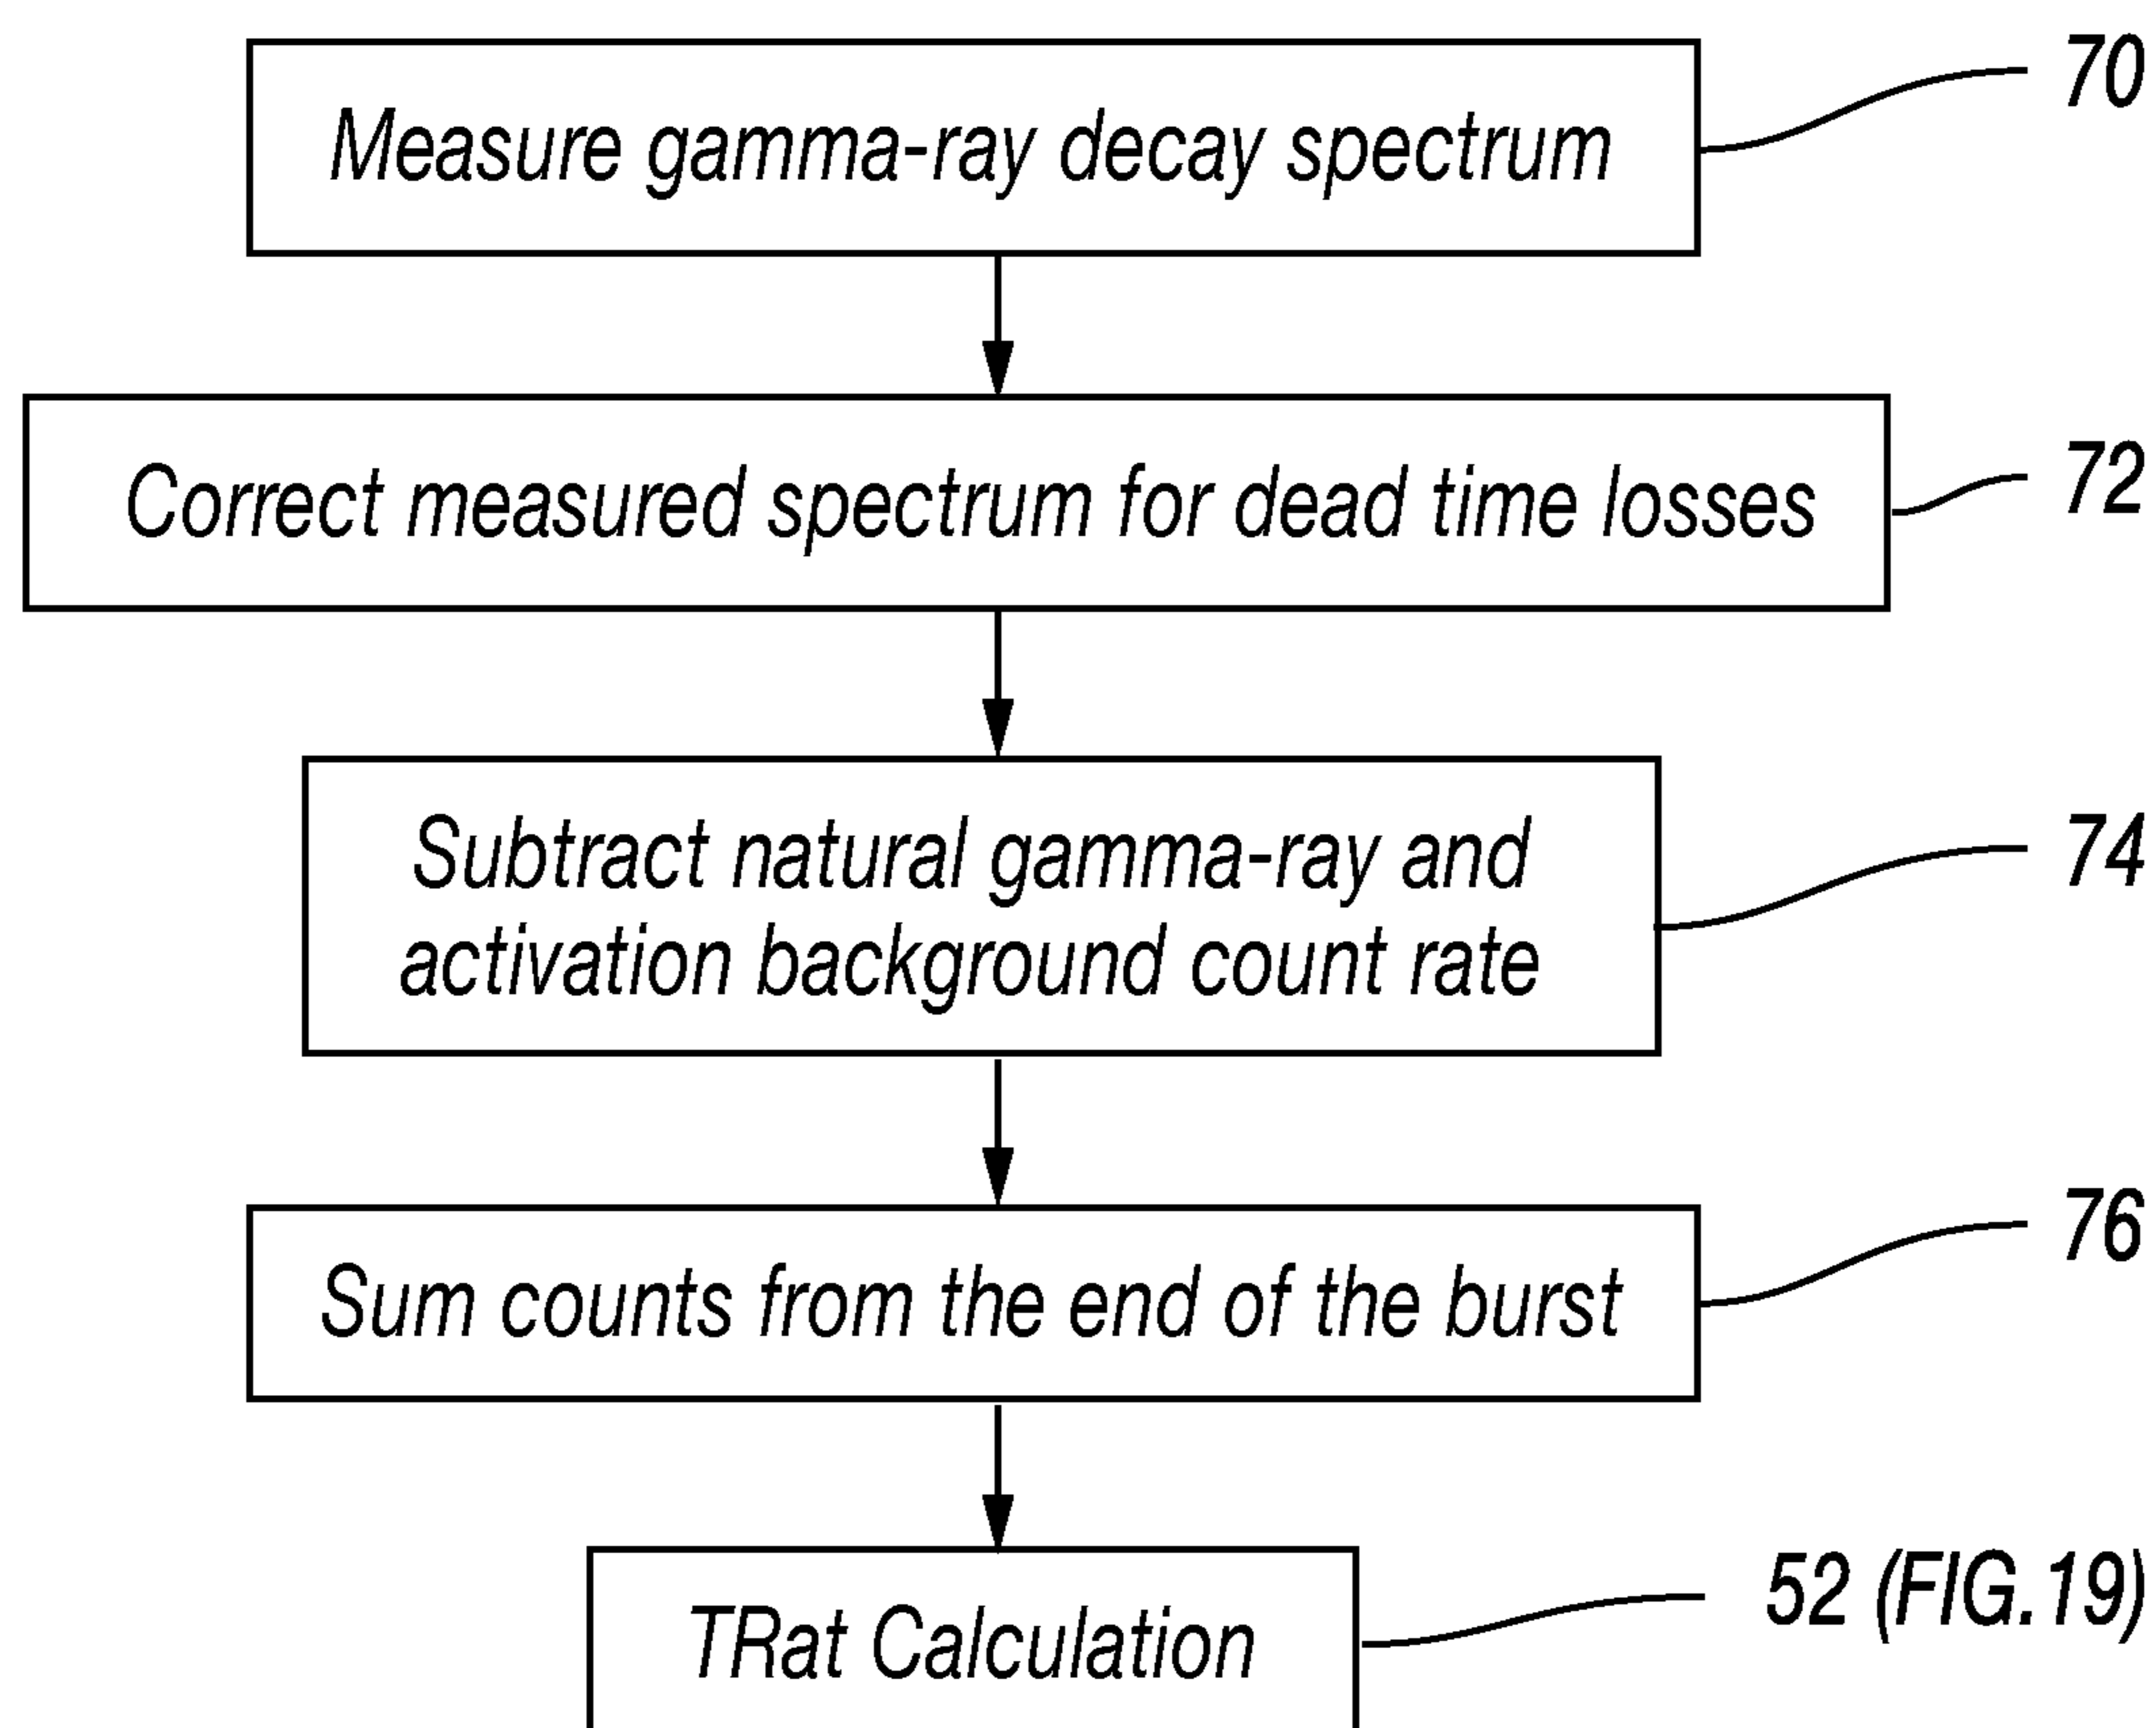 Measure gamma-ray decay spectrum
70
Correct measured spectrum for dead time losses
72
Subtract natural gamma-ray and
activation background count rate
74
Sum counts from the end of the burst
76
TRat Calculation
52 (FIG.19)